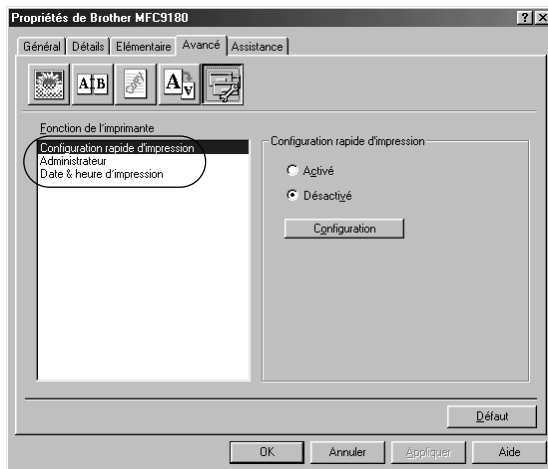 Propriétés de Brother MFC9180
Général Détails Elémentaire Avancé Assistance
A B
A
Fonction de l'imprimante
Configuration rapide d'impression
Administrateur
Date & heure d'impression
Configuration rapide d'impression
Activé
Désactivé
Configuration
Défaut
OK Annuler Appliquer Aide